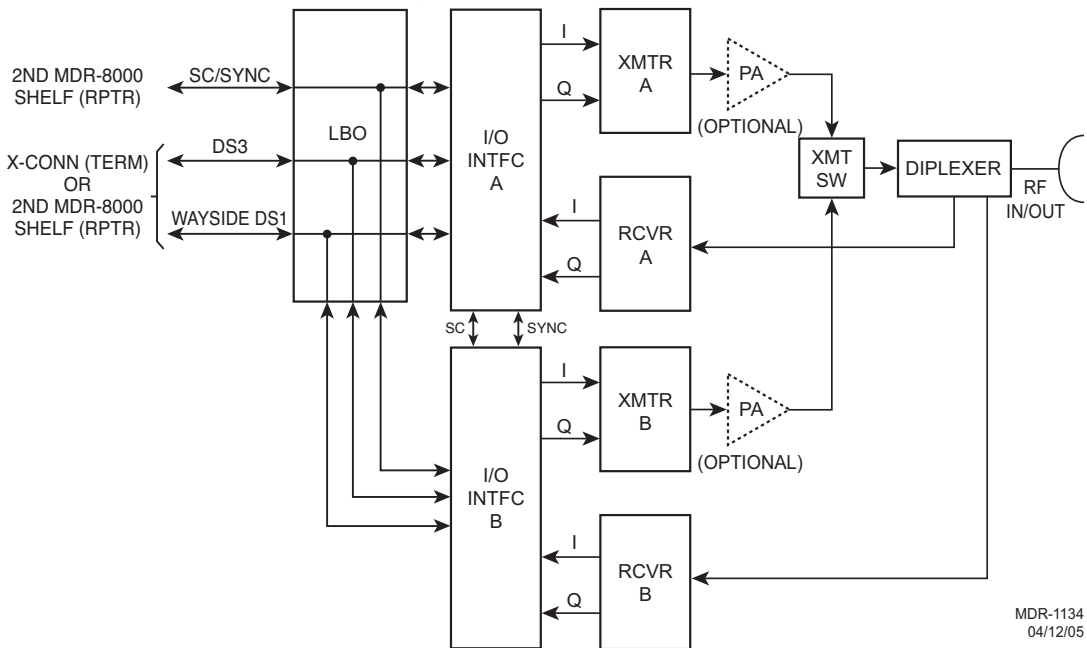 2ND MDR-8000
SHELF (RPTR)
SC/SYNC
X-CONN (TERM)
OR
2ND MDR-8000
SHELF (RPTR)
DS3
WAYSIDE DS1
LBO
I/O
INTFC
A
I
Q
XMTR
A
PA
(OPTIONAL)
XMT
SW
DIPLEXER
RF
IN/OUT
I
Q
RCVR
A
SC
SYNC
I/O
INTFC
B
I
Q
XMTR
B
PA
(OPTIONAL)
I
Q
RCVR
B
MDR-1134
04/12/05